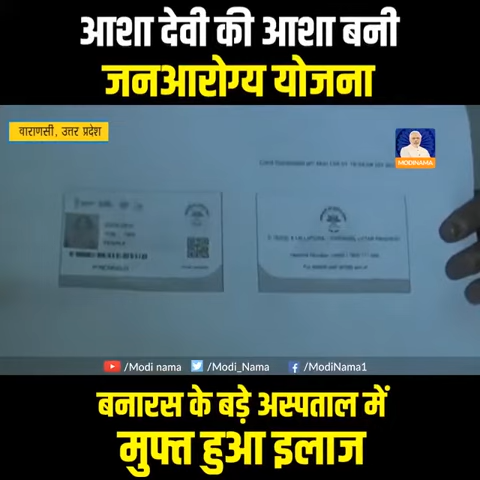 आशा देवी की आशा बनी
जनआरोग्य योजना
वाराणसी, उत्तर प्रदेश
MODINAMA
/Modi nama /Modi_Nama /ModiNama1
बनारस के बड़े अस्पताल में
मुफ्त हुआ इलाज